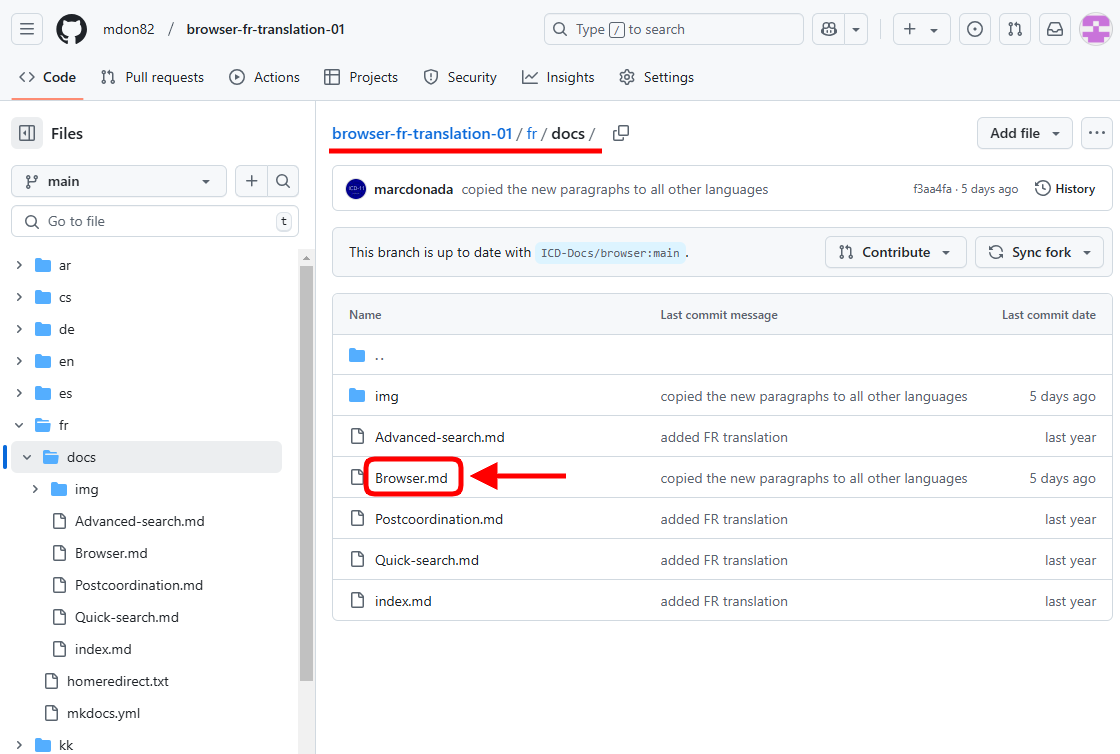 mdon82 / browser-fr-translation-01
Type / to search
Code
Pull requests
Actions
Projects
Security
Insights
Settings
Files
main
Go to file
t
ar
cs
de
en
es
fr
docs
img
Advanced-search.md
Browser.md
Postcoordination.md
Quick-search.md
index.md
homeredirect.txt
mkdocs.yml
kk
browser-fr-translation-01 / fr / docs /
Add file
ICD-11
marcdonada copied the new paragraphs to all other languages
f3aa4fa · 5 days ago
History
This branch is up to date with ICD-Docs/browser:main .
Contribute
Sync fork
Name Last commit message Last commit date
..
img copied the new paragraphs to all other languages 5 days ago
Advanced-search.md added FR translation last year
Browser.md copied the new paragraphs to all other languages 5 days ago
Postcoordination.md added FR translation last year
Quick-search.md added FR translation last year
index.md added FR translation last year